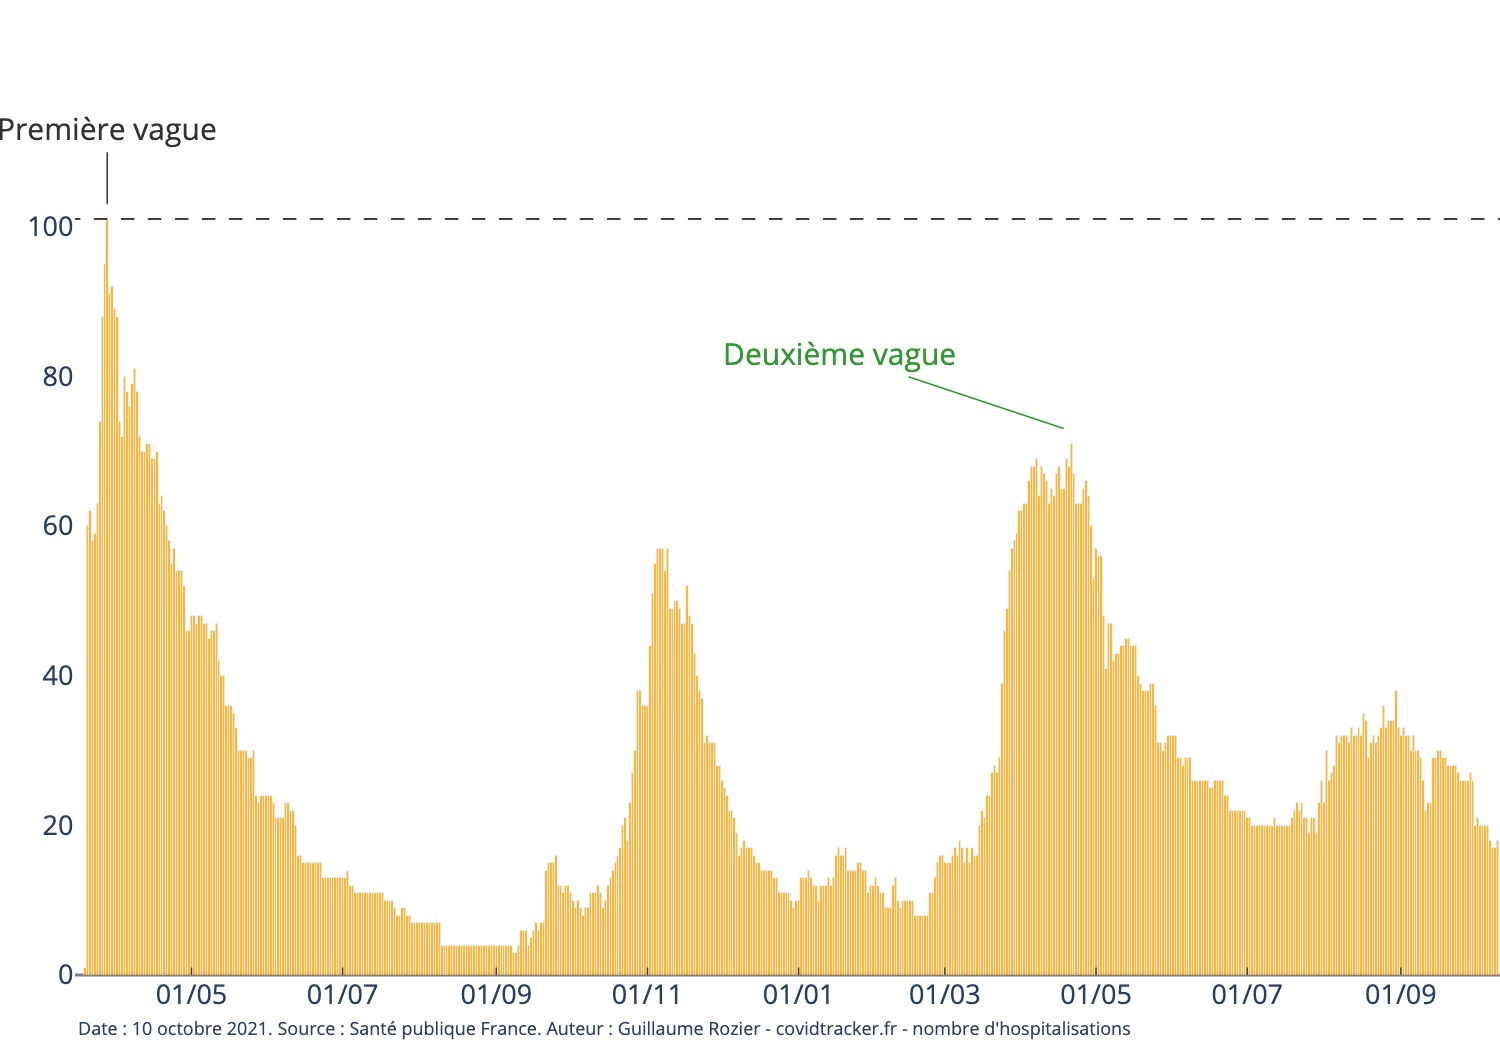 Première vague
100
Deuxième vague
80
60
40
20
0
01/05 01/07 01/09 01/11 01/01 01/03 01/05 01/07 01/09
Date : 10 octobre 2021. Source : Santé publique France. Auteur : Guillaume Rozier - covidtracker.fr - nombre d'hospitalisations